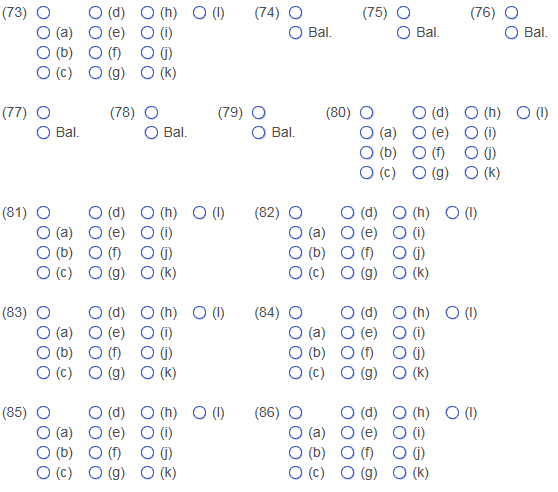 (73) (d) (h) (l) (74) (75) (76)
(a) (e) (i) Bal. Bal. Bal.
(b) (f) (j)
(c) (g) (k)
(77) (78) (79) (80) (d) (h) (l)
Bal. Bal. Bal. (a) (e) (i)
(b) (f) (j)
(c) (g) (k)
(81) (d) (h) (l) (82) (d) (h) (l)
(a) (e) (i) (a) (e) (i)
(b) (f) (j) (b) (f) (j)
(c) (g) (k) (c) (g) (k)
(83) (d) (h) (l) (84) (d) (h) (l)
(a) (e) (i) (a) (e) (i)
(b) (f) (j) (b) (f) (j)
(c) (g) (k) (c) (g) (k)
(85) (d) (h) (l) (86) (d) (h) (l)
(a) (e) (i) (a) (e) (i)
(b) (f) (j) (b) (f) (j)
(c) (g) (k) (c) (g) (k)